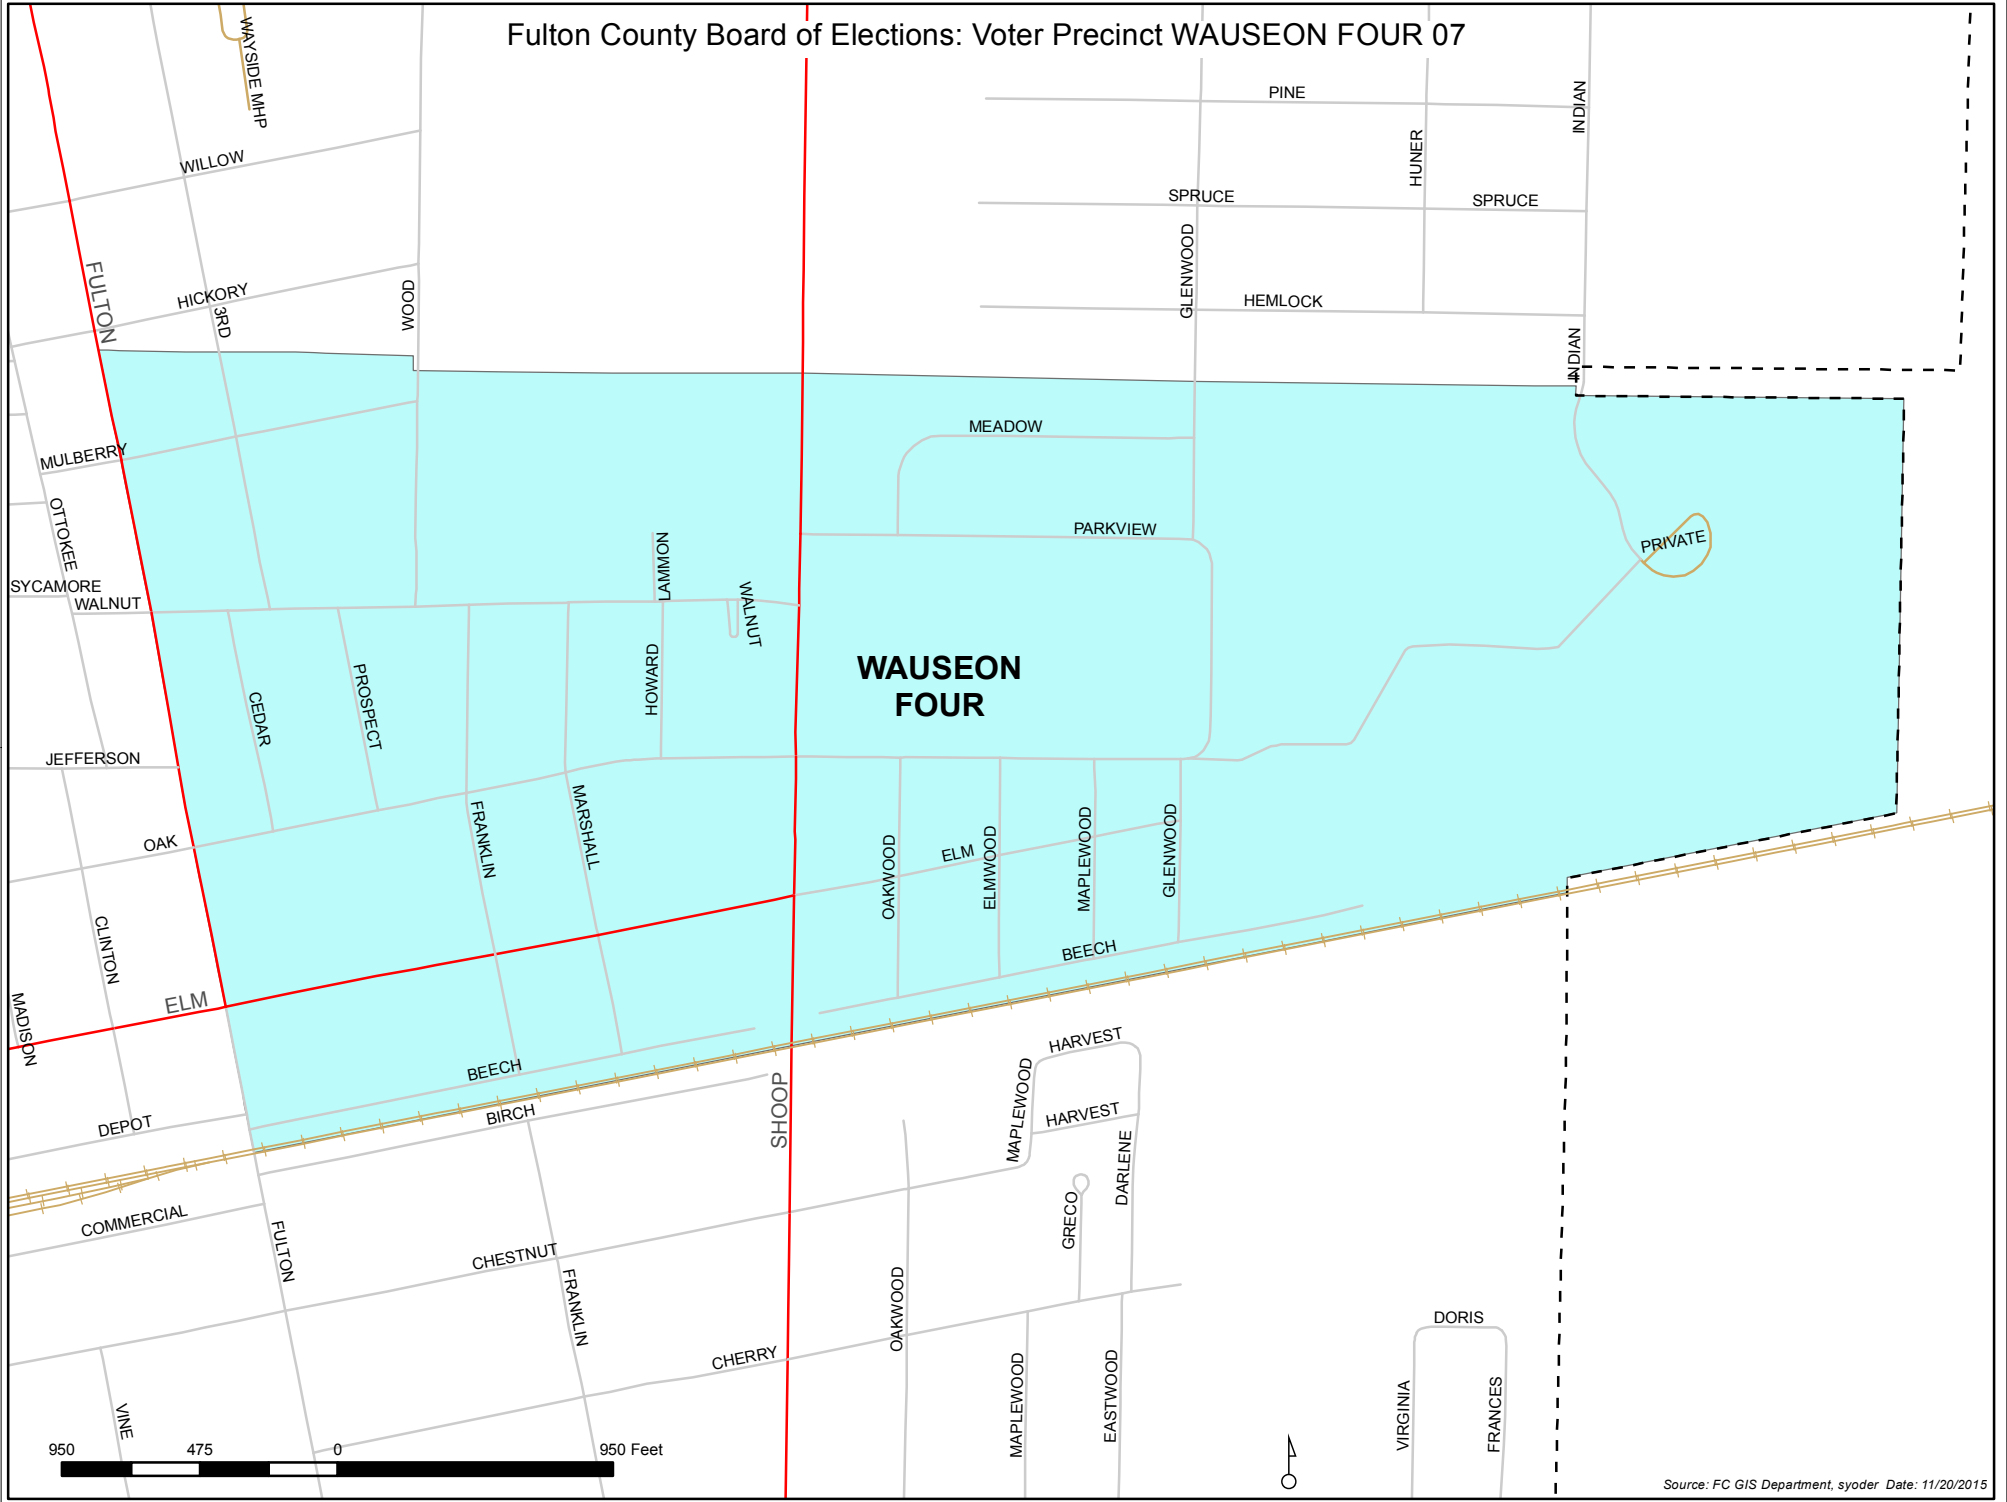 Fulton County Board of Elections: Voter Precinct WAUSEON FOUR 07
WAYSIDE MHP
PINE
INDIAN
HUNER
WILLOW
SPRUCE
SPRUCE
GLENWOOD
FULTON
HICKORY
3RD
WOOD
HEMLOCK
INDIAN
4
MEADOW
MULBERRY
OTTOKEE
PARKVIEW
PRIVATE
LAMMON
SYCAMORE
WALNUT
WALNUT
WAUSEON
FOUR
HOWARD
CEDAR
PROSPECT
JEFFERSON
FRANKLIN
MARSHALL
OAK
OAKWOOD
ELM
ELMWOOD
MAPLEWOOD
GLENWOOD
CLINTON
BEECH
ELM
MADISON
BEECH
HARVEST
MAPLEWOOD
HARVEST
SHOOP
BIRCH
DEPOT
DARLENE
GRECO
COMMERCIAL
FULTON
CHESTNUT
FRANKLIN
OAKWOOD
DORIS
CHERRY
MAPLEWOOD
EASTWOOD
VIRGINIA
FRANCES
VINE
950 475 0 950 Feet
Source: FC GIS Department, syoder Date: 11/20/2015